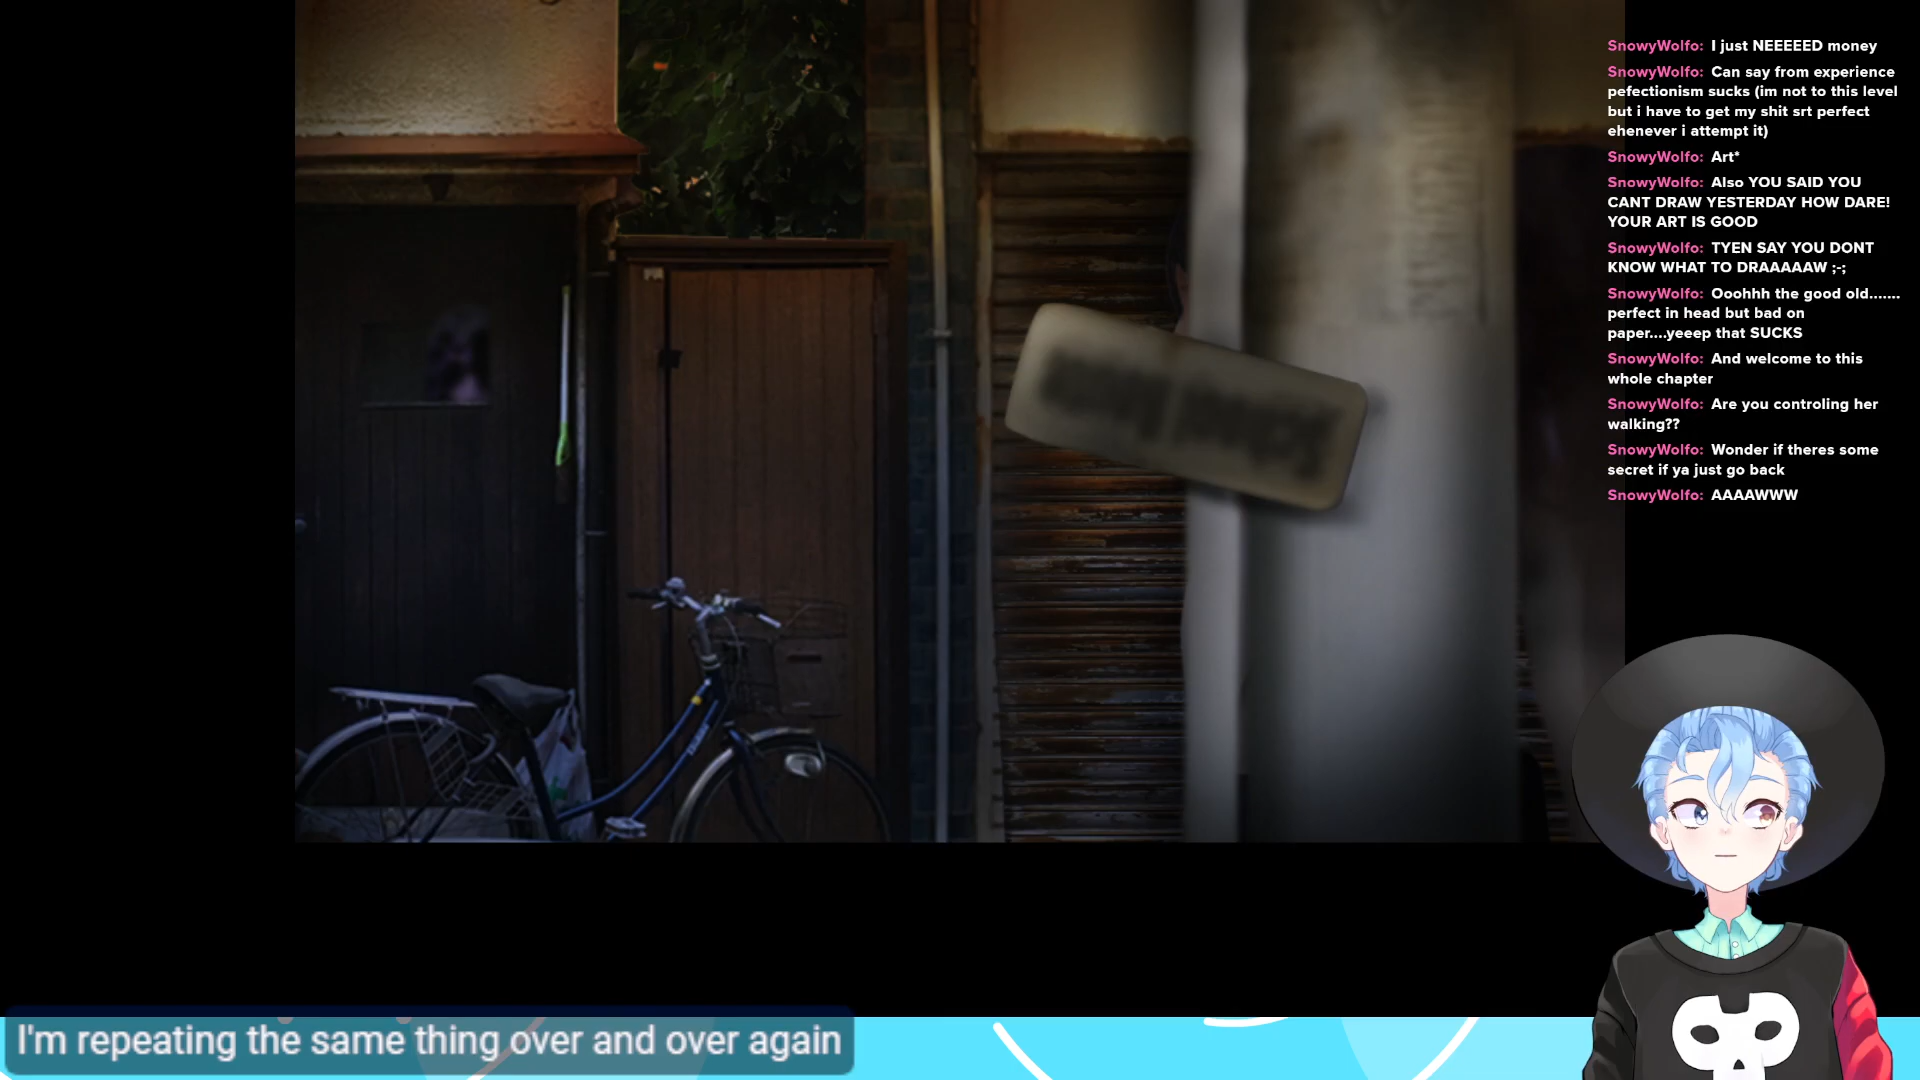 SnowyWolfo: I just NEEEEED money
SnowyWolfo: Can say from experience
pefectionism sucks (im not to this level
but i have to get my shit srt perfect
ehenever i attempt it)
SnowyWolfo: Art*
SnowyWolfo: Also YOU SAID YOU
CANT DRAW YESTERDAY HOW DARE!
YOUR ART IS GOOD
SnowyWolfo: TYEN SAY YOU DONT
KNOW WHAT TO DRAAAAAW ;-;
SnowyWolfo: Ooohhh the good old.......
perfect in head but bad on
paper....yeeep that SUCKS
SnowyWolfo: And welcome to this
whole chapter
SnowyWolfo: Are you controling her
walking??
SnowyWolfo: Wonder if theres some
secret if ya just go back
SnowyWolfo: AAAAWWW
I'm repeating the same thing over and over again